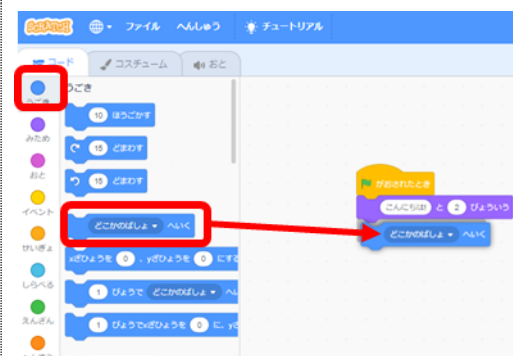 SCRATCH ファイル へんしゅう チュートリアル
コード コスチューム おと
うごき
うごき
10 ほうごかす
みため
15 どまわす
おと
15 どまわす
イベント
どこかのばしょ へいく
せいぎょ
xざひょうを 0 、yざひょうを 0 にする
しらべる
1 びょうで どこかのばしょ へ
えんざん
1 びょうでxざひょうを 0 に、yざ
がおされたとき
こんにちは! と 2 びょういう
どこかのばしょ へいく